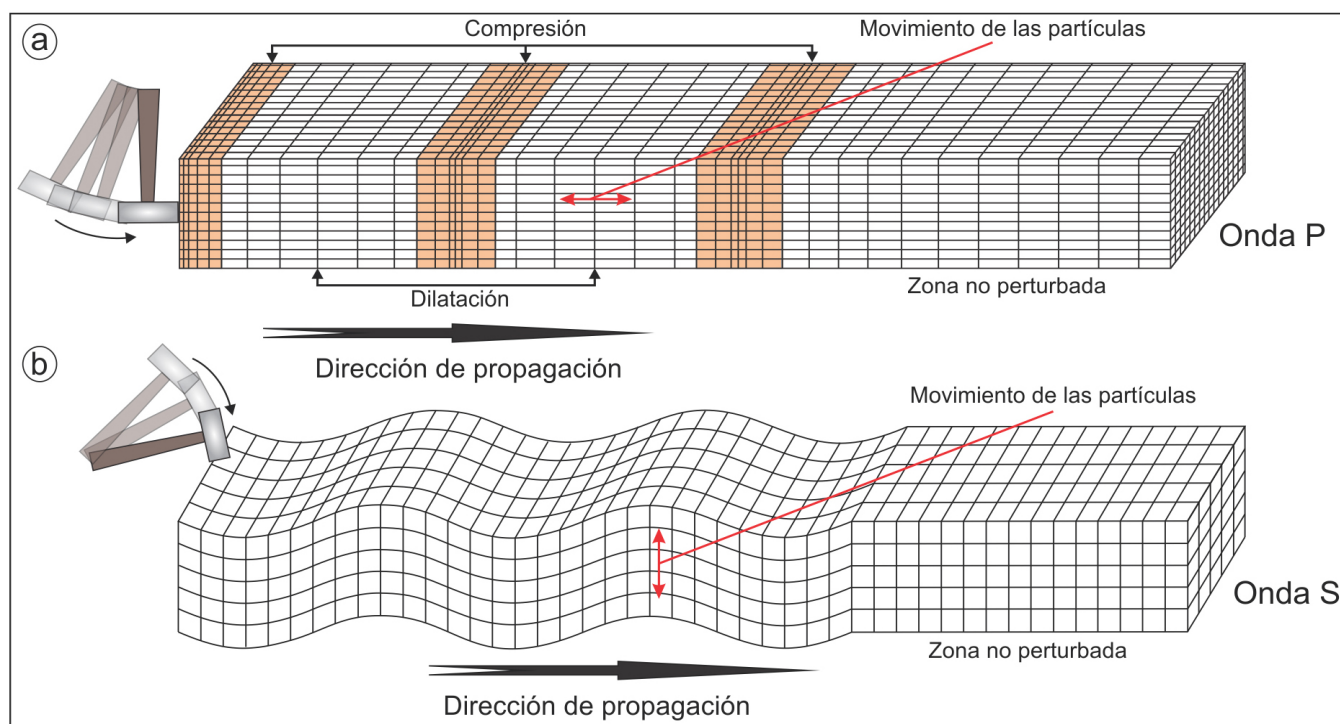 a
Compresión
Movimiento de las partículas
Onda P
Zona no perturbada
Dilatación
Dirección de propagación
b
Movimiento de las partículas
Onda S
Zona no perturbada
Dirección de propagación